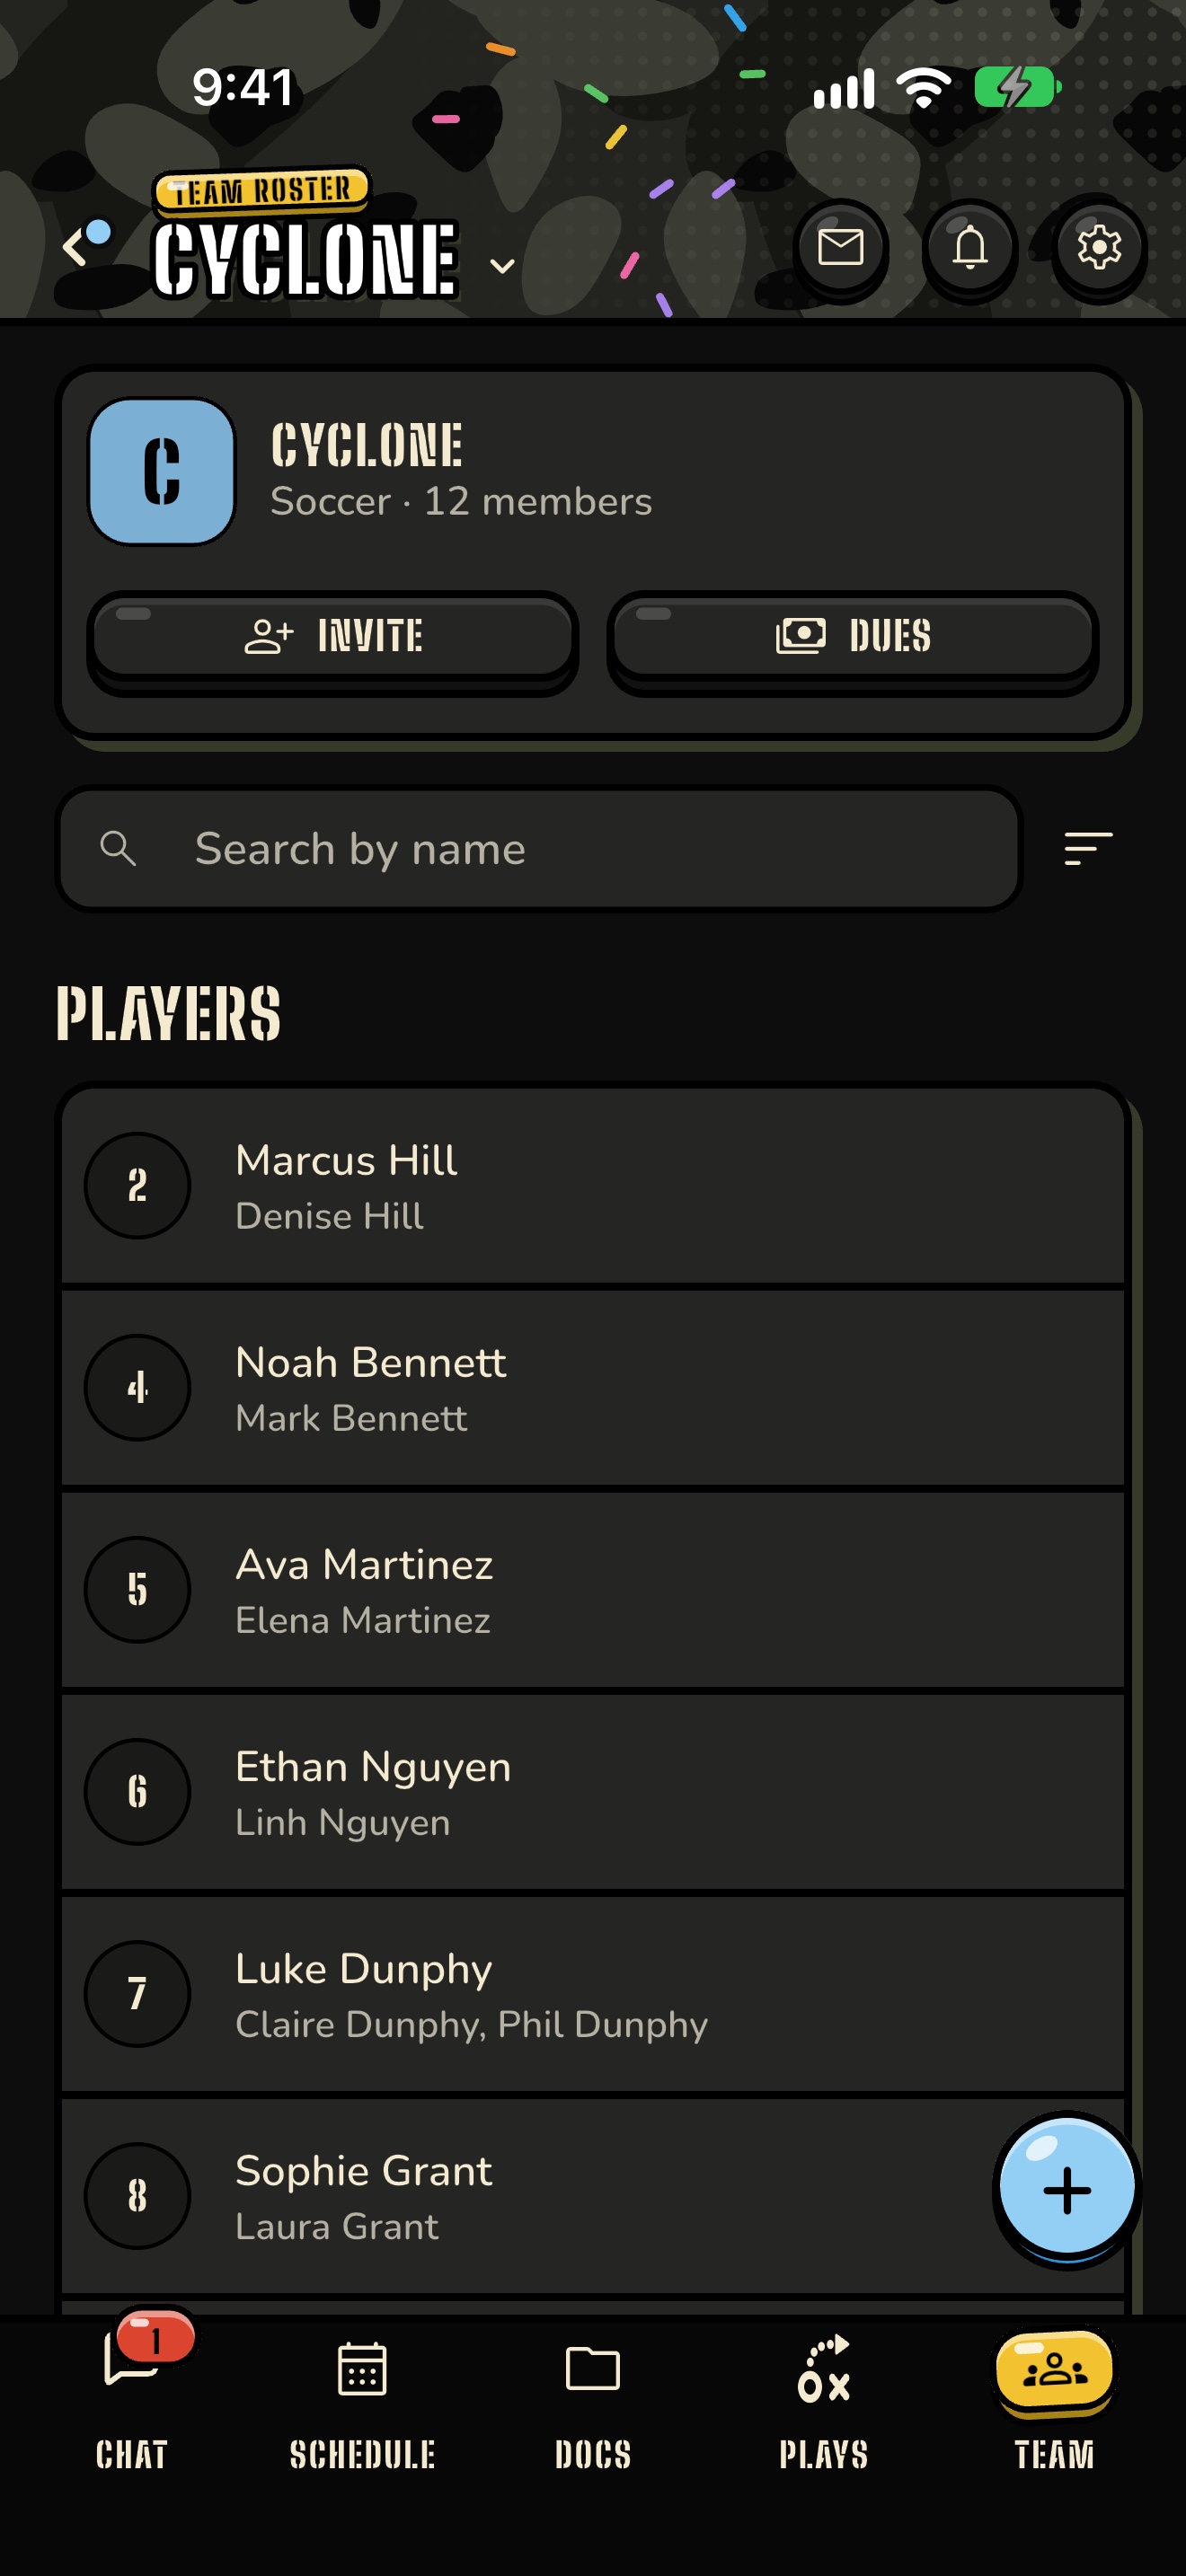 9:41
TEAM ROSTER
CYCLONE
C
CYCLONE
Soccer · 12 members
INVITE
DUES
Search by name
PLAYERS
2
Marcus Hill
Denise Hill
4
Noah Bennett
Mark Bennett
5
Ava Martinez
Elena Martinez
6
Ethan Nguyen
Linh Nguyen
7
Luke Dunphy
Claire Dunphy, Phil Dunphy
8
Sophie Grant
Laura Grant
1
CHAT
SCHEDULE
DOCS
PLAYS
TEAM